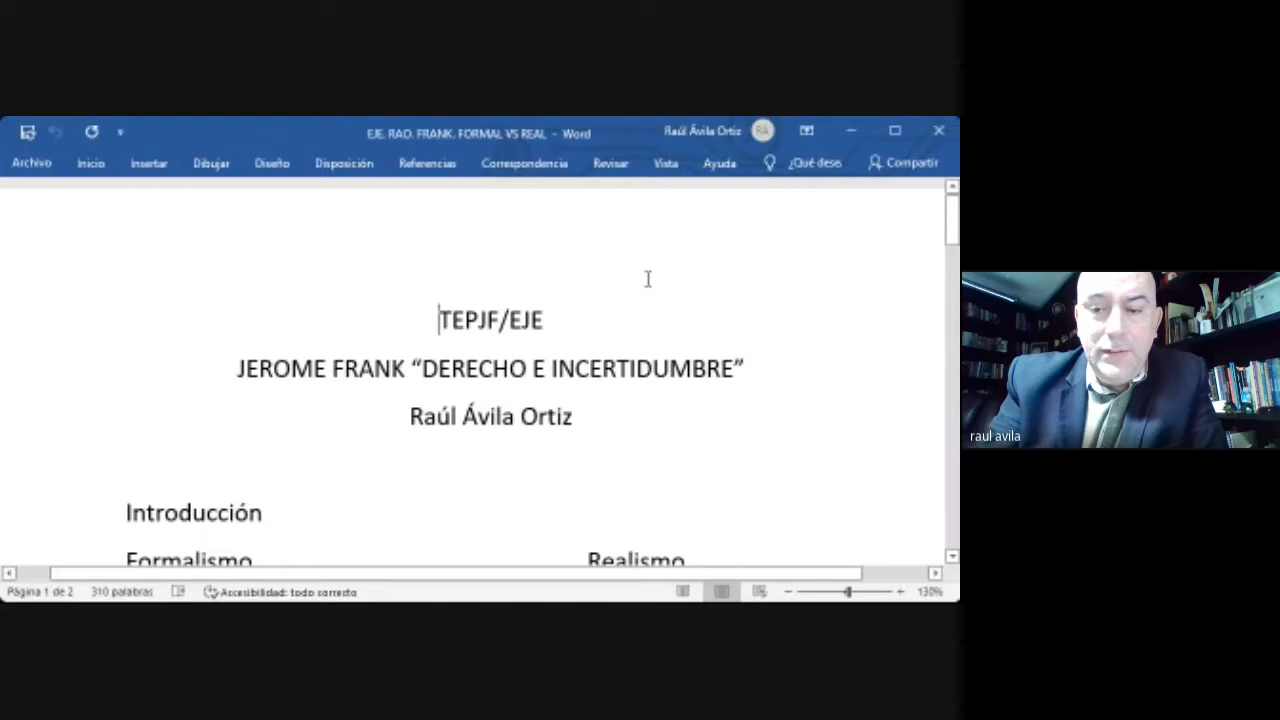 EJE. RAO. FRANK. FORMAL VS REAL - Word
Raúl Ávila Ortiz
RÁ
Archivo Inicio Insertar Dibujar Diseño Disposición Referencias Correspondencia Revisar Vista Ayuda ¿Qué dese Compartir
TEPJF/EJE
JEROME FRANK “DERECHO E INCERTIDUMBRE”
Raúl Ávila Ortiz
Introducción
Formalismo Realismo
Página 1 de 2 310 palabras Accesibilidad: todo correcto 130%
raul avila